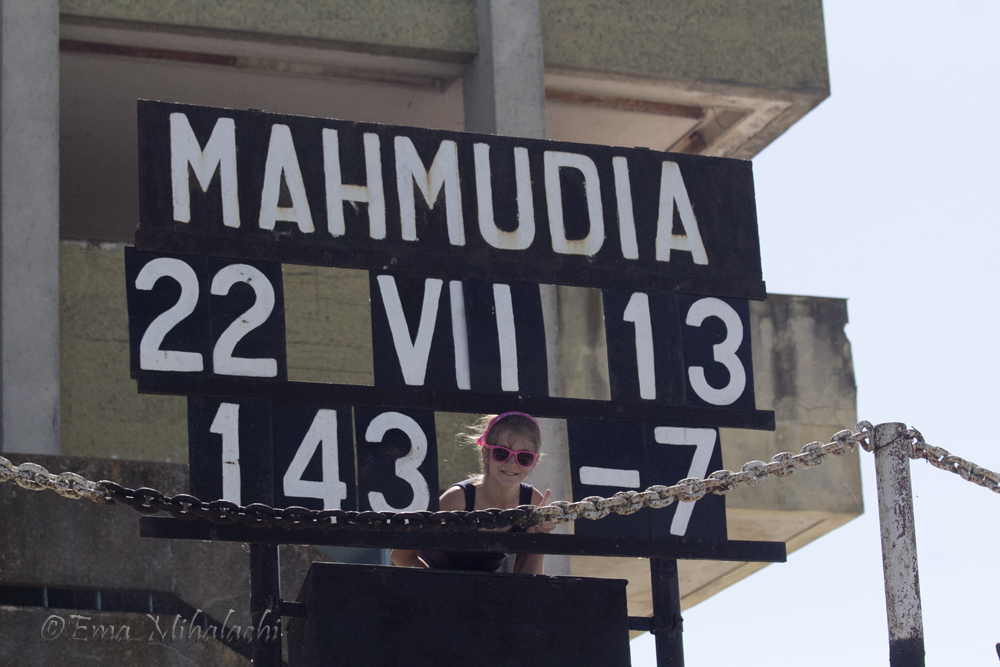 MAHMUDIA
22 VII 13
143 -7
© Ema Mihalachi